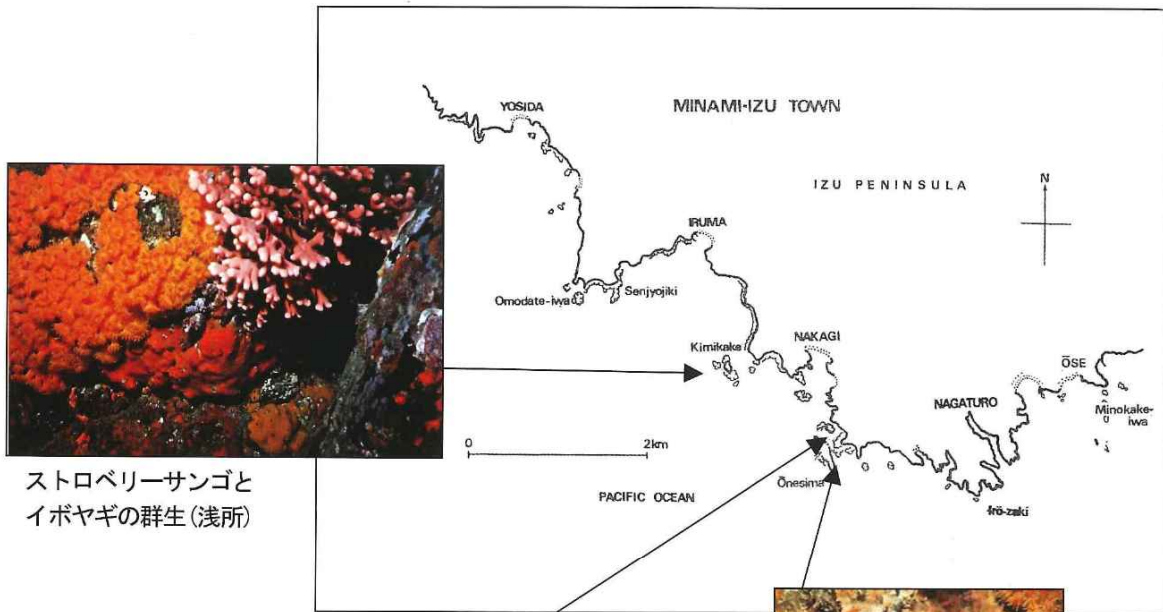 MINAMI-IZU TOWN
YOSIDA
IZU PENINSULA
N
IRUMA
Omodate-iwa
Senjyojiki
Kimikake
NAKAGI
ŌSE
NAGATURO
Minokake-
iwa
0 2km
Ōnesima
PACIFIC OCEAN
Irō-zaki
ストロベリーサンゴと
イボヤギの群生(浅所)